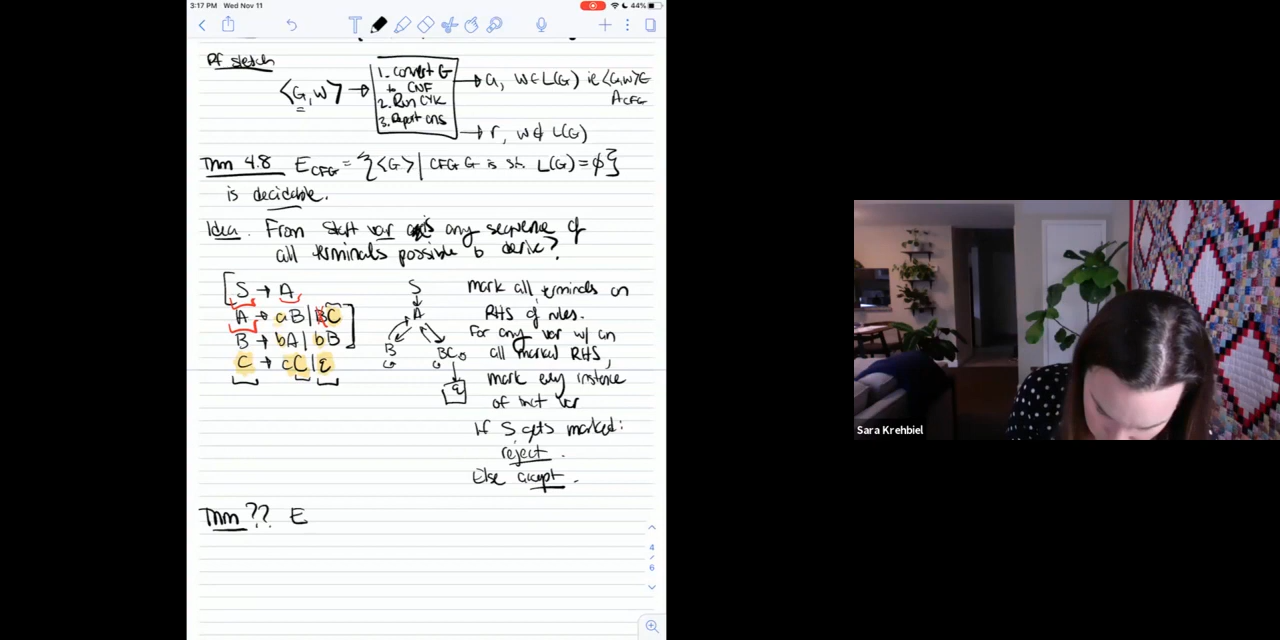 3:17 PM Wed Nov 11
44%
Pf sketch
<G, w> →
1. convert G
to CNF
2. Run CYK
3. Report ans
→ a, w ∈ L(G) ie <G,w> ∈
A_CFG
→ r, w ∉ L(G)
Thm 4.8 E_CFG = {<G> | CFG G is st. L(G) = ∅}
is decidable.
Idea. From start var is any sequence of
all terminals possible to derive?
S → A
A → aB | BC
B → bA | bB
C → cC | ε
S
A
B
BC
ε
mark all terminals on
RHS of rules.
For any var w/ an
all marked RHS,
mark every instance
of that var
If S gets marked:
reject.
Else accept.
Thm ?? E
4
/
6
Sara Krehbiel